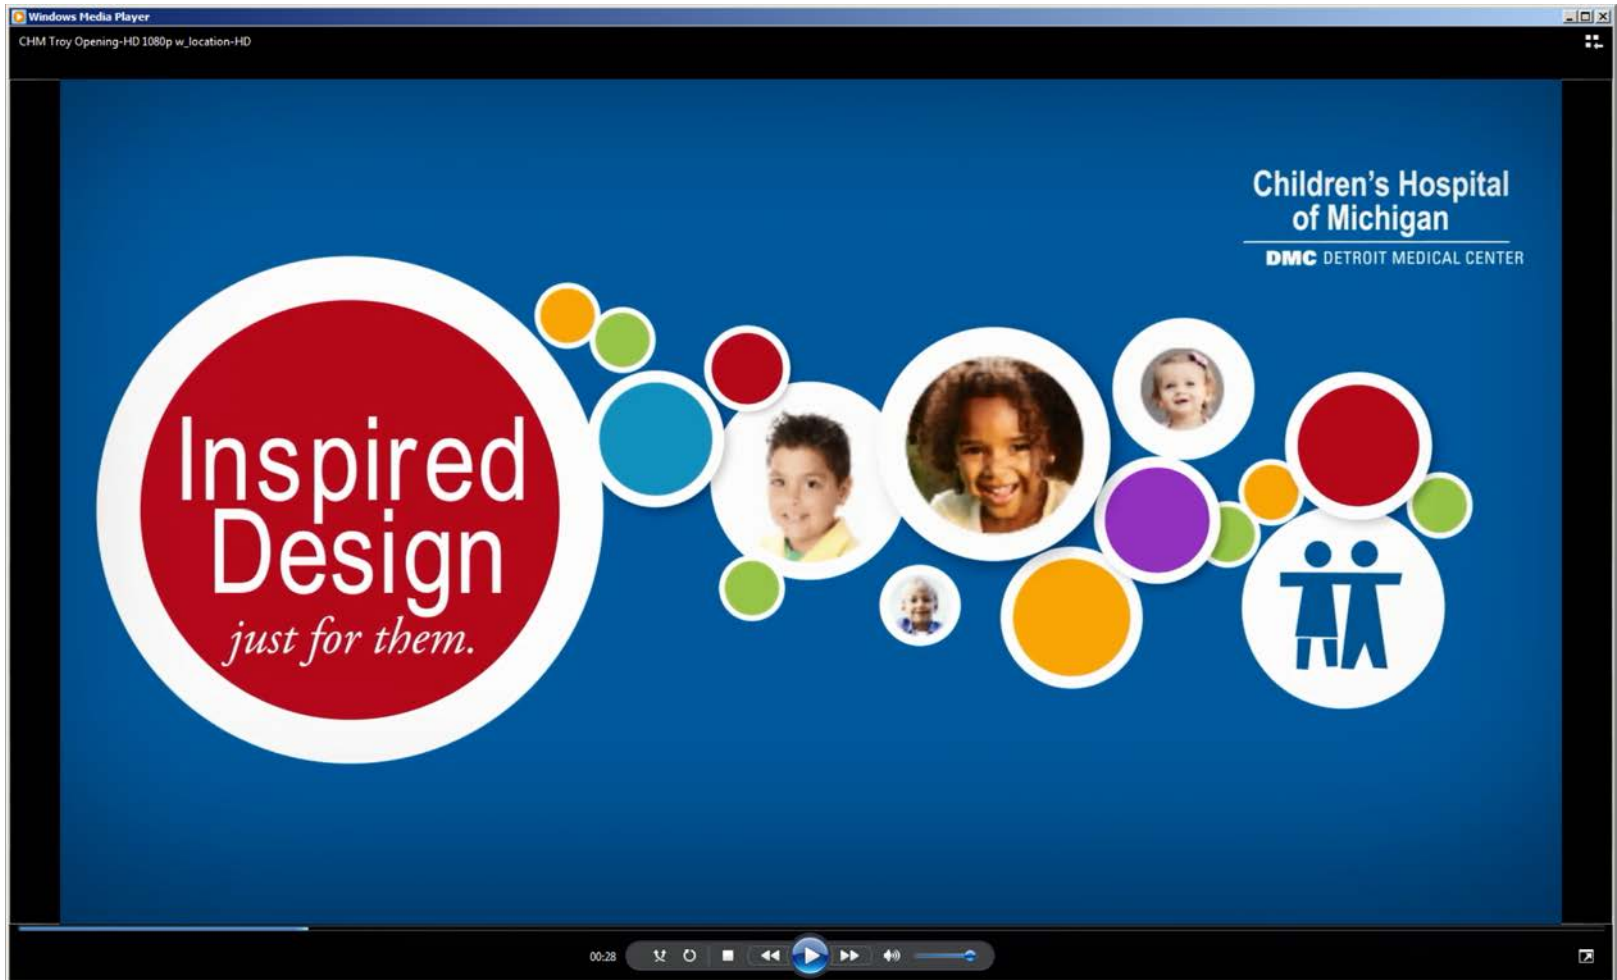 Windows Media Player
CHM Troy Opening-HD 1080p w_location-HD
Children's Hospital
of Michigan
DMC DETROIT MEDICAL CENTER
Inspired
Design
just for them.
00:28